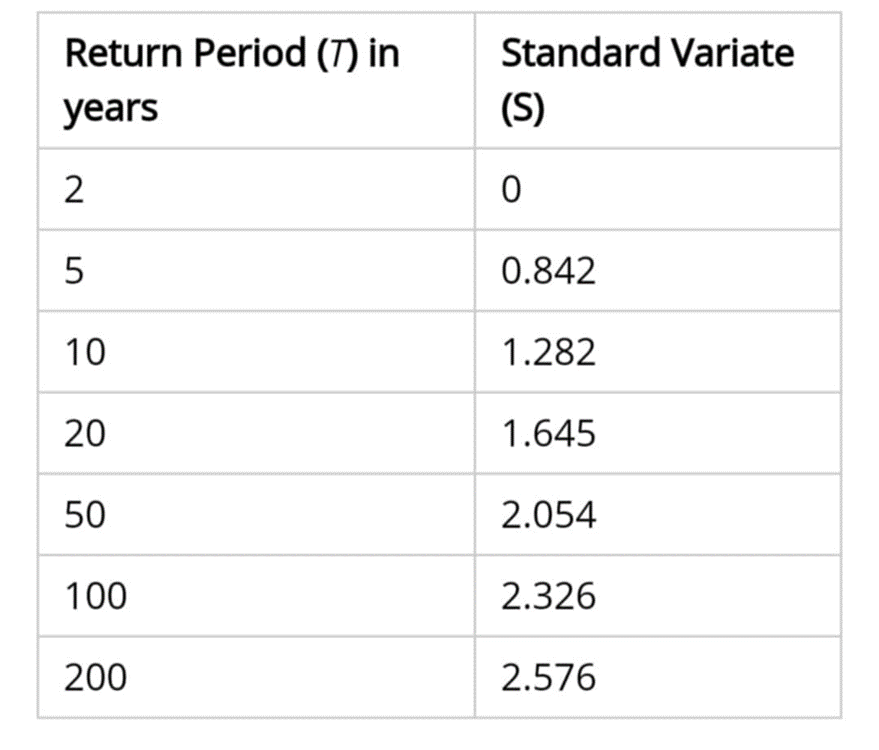 Return Period (T) in
years
Standard Variate
(S)
2 0
5 0.842
10 1.282
20 1.645
50 2.054
100 2.326
200 2.576